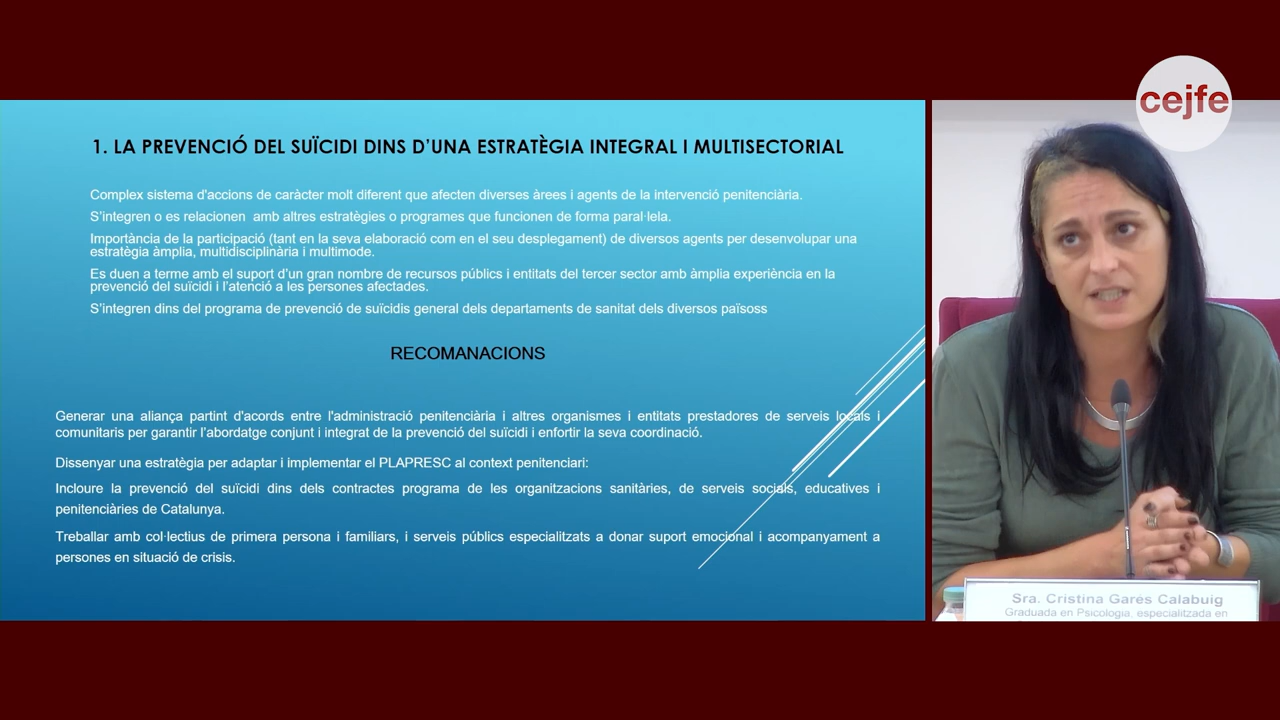 cejfe
1. LA PREVENCIÓ DEL SUÏCIDI DINS D'UNA ESTRATÈGIA INTEGRAL I MULTISECTORIAL
Complex sistema d'accions de caràcter molt diferent que afecten diverses àrees i agents de la intervenció penitenciària.
S'integren o es relacionen amb altres estratègies o programes que funcionen de forma paral·lela.
Importància de la participació (tant en la seva elaboració com en el seu desplegament) de diversos agents per desenvolupar una
estratègia àmplia, multidisciplinària i multimode.
Es duen a terme amb el suport d'un gran nombre de recursos públics i entitats del tercer sector amb àmplia experiència en la
prevenció del suïcidi i l'atenció a les persones afectades.
S'integren dins del programa de prevenció de suïcidis general dels departaments de sanitat dels diversos païsoss
RECOMANACIONS
Generar una aliança partint d'acords entre l'administració penitenciària i altres organismes i entitats prestadores de serveis locals i
comunitaris per garantir l'abordatge conjunt i integrat de la prevenció del suïcidi i enfortir la seva coordinació.
Dissenyar una estratègia per adaptar i implementar el PLAPRESC al context penitenciari:
Incloure la prevenció del suïcidi dins dels contractes programa de les organitzacions sanitàries, de serveis socials, educatives i
penitenciàries de Catalunya.
Treballar amb col·lectius de primera persona i familiars, i serveis públics especialitzats a donar suport emocional i acompanyament a
persones en situació de crisis.
Sra. Cristina Garés Calabuig
Graduada en Psicologia, especialitzada en